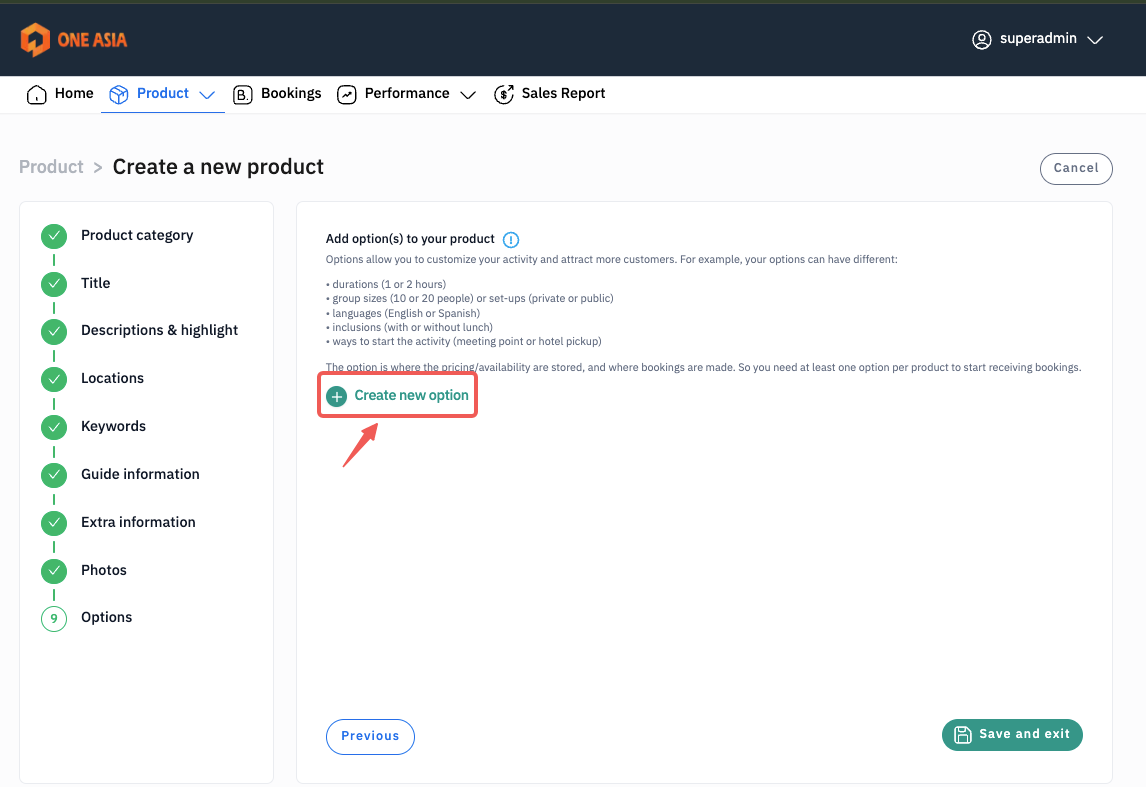 ONE ASIA
superadmin
Home
Product
B.
Bookings
Performance
$
Sales Report
Product > Create a new product
Cancel
Product category
Title
Descriptions & highlight
Locations
Keywords
Guide information
Extra information
Photos
9
Options
Add option(s) to your product
Options allow you to customize your activity and attract more customers. For example, your options can have different:
• durations (1 or 2 hours)
• group sizes (10 or 20 people) or set-ups (private or public)
• languages (English or Spanish)
• inclusions (with or without lunch)
• ways to start the activity (meeting point or hotel pickup)
The option is where the pricing/availability are stored, and where bookings are made. So you need at least one option per product to start receiving bookings.
Create new option
Previous
Save and exit